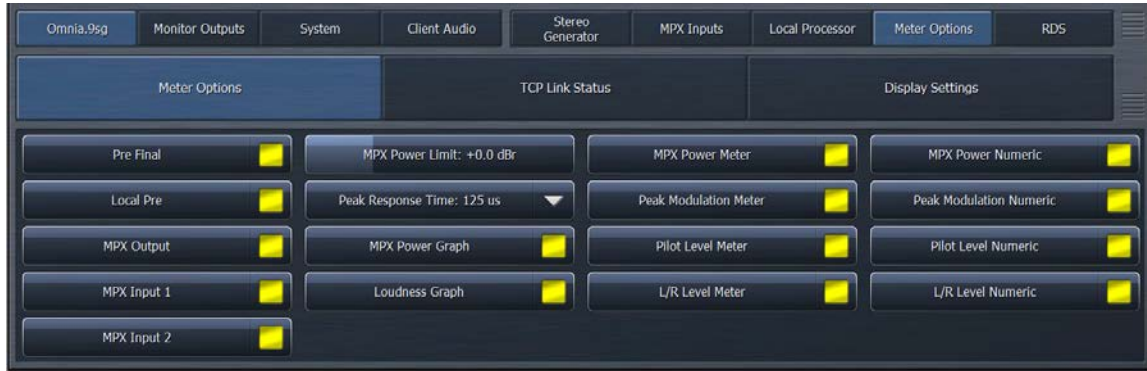 Omnia.9sg Monitor Outputs System Client Audio Stereo Generator MPX Inputs Local Processor Meter Options RDS
Meter Options TCP Link Status Display Settings
Pre Final MPX Power Limit: +0.0 dBr MPX Power Meter MPX Power Numeric
Local Pre Peak Response Time: 125 us Peak Modulation Meter Peak Modulation Numeric
MPX Output MPX Power Graph Pilot Level Meter Pilot Level Numeric
MPX Input 1 Loudness Graph L/R Level Meter L/R Level Numeric
MPX Input 2